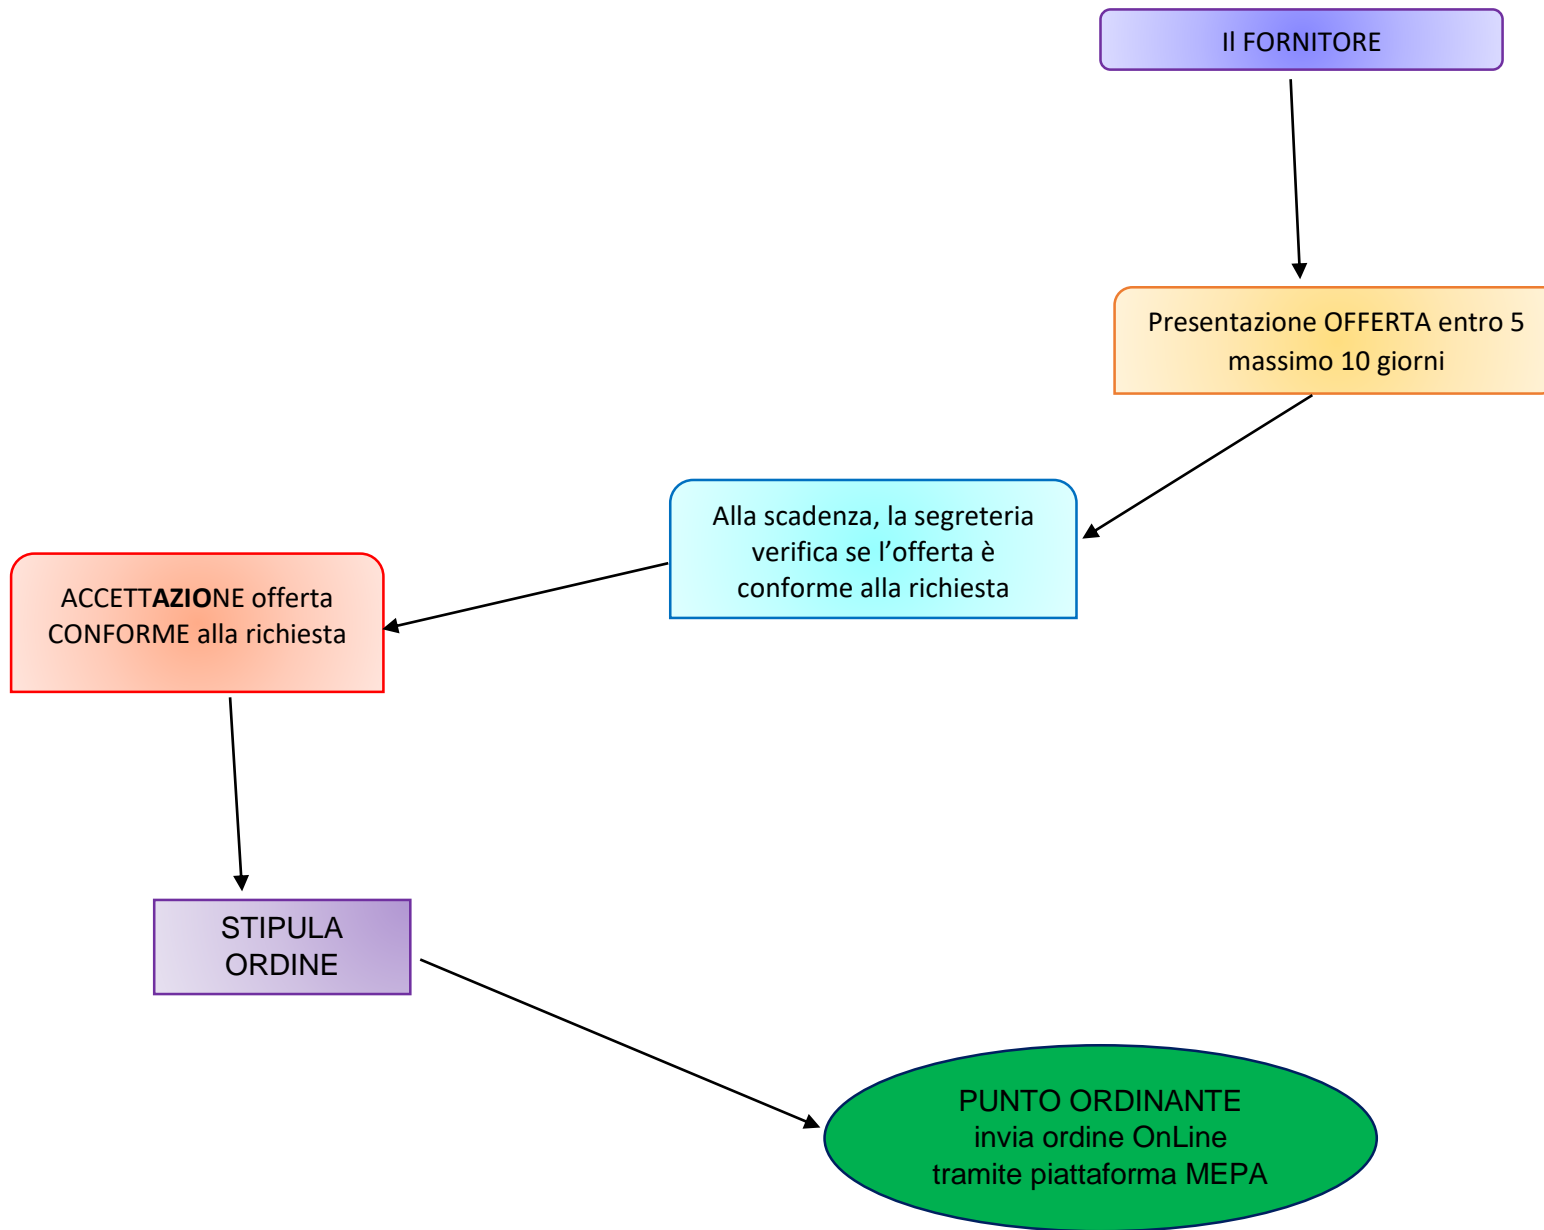 Il FORNITORE
Presentazione OFFERTA entro 5
massimo 10 giorni
Alla scadenza, la segreteria
verifica se l’offerta è
conforme alla richiesta
ACCETTAZIONE offerta
CONFORME alla richiesta
STIPULA
ORDINE
PUNTO ORDINANTE
invia ordine OnLine
tramite piattaforma MEPA